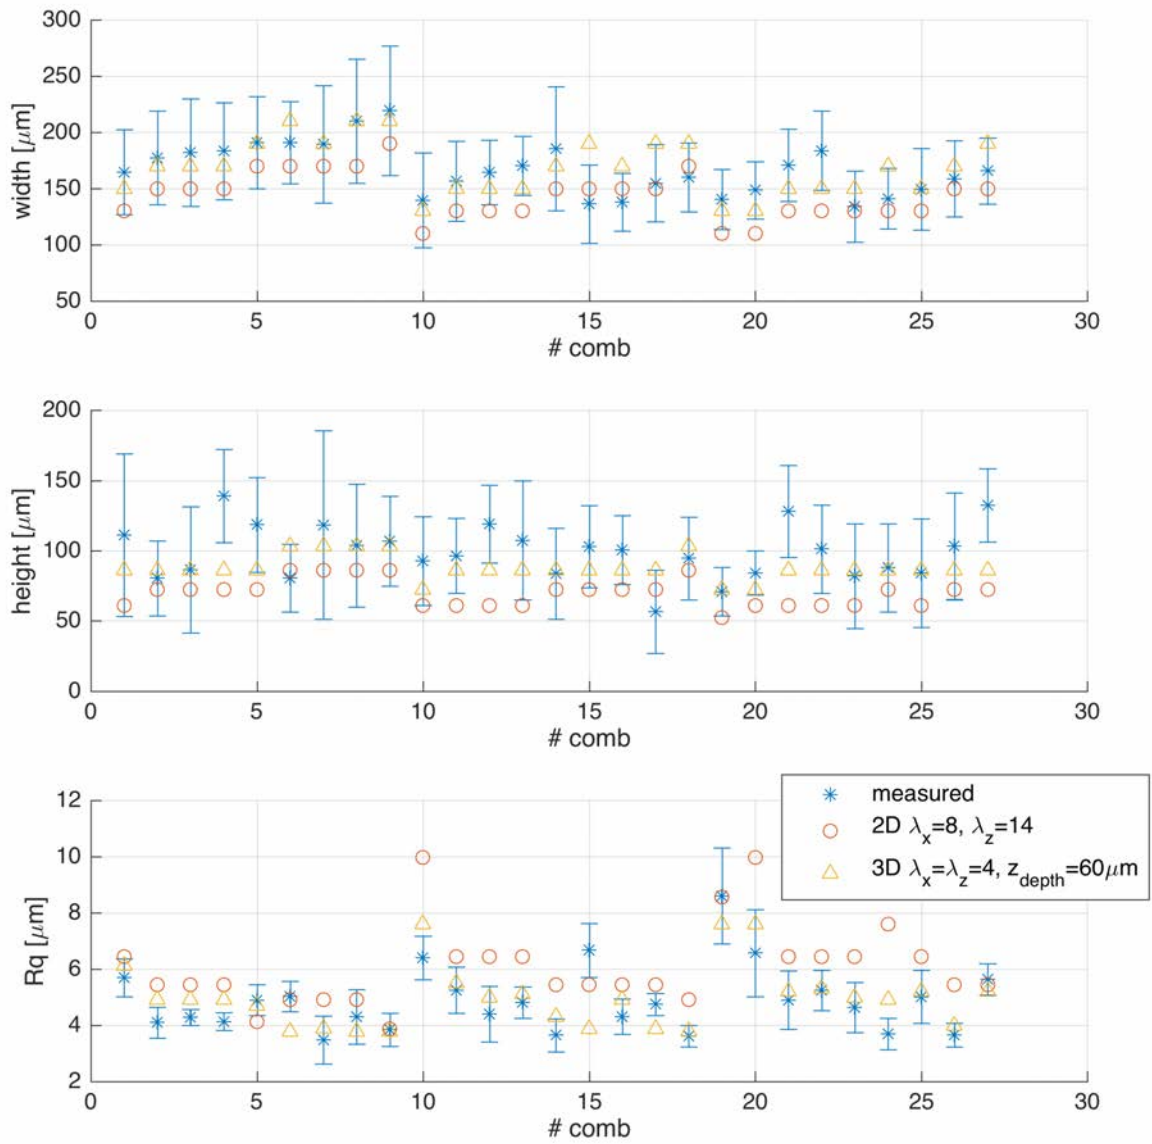 300
250
200
150
100
50
width [μm]
0 5 10 15 20 25 30
# comb
200
150
100
50
0
height [μm]
0 5 10 15 20 25 30
# comb
12
10
8
6
4
2
Rq [μm]
measured
2D λx=8, λz=14
3D λx=λz=4, zdepth=60μm
0 5 10 15 20 25 30
# comb